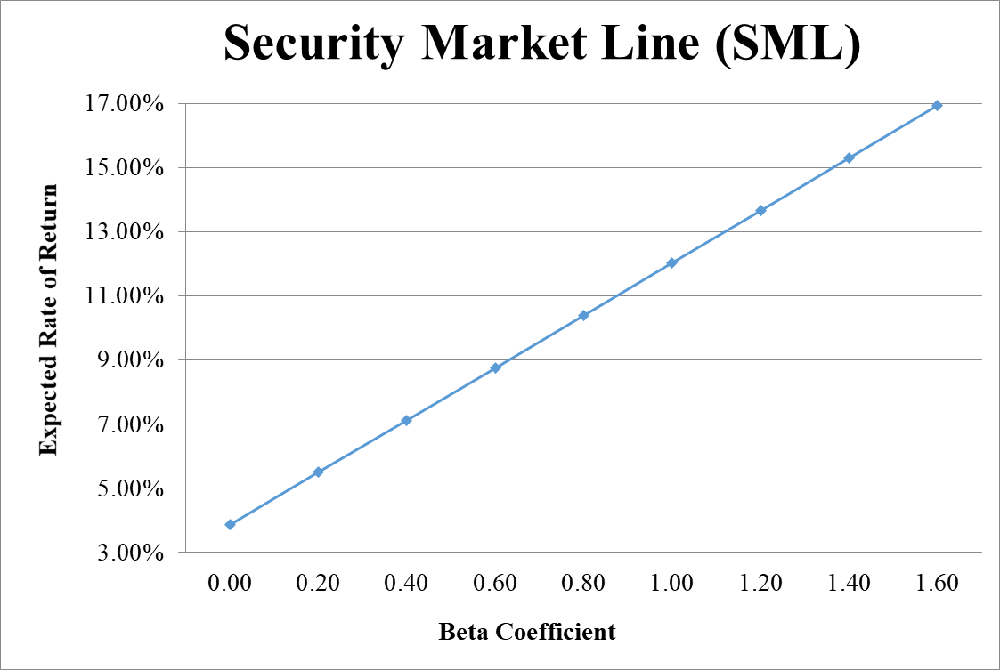 Security Market Line (SML)
17.00%
15.00%
13.00%
11.00%
9.00%
7.00%
5.00%
3.00%
Expected Rate of Return
0.00 0.20 0.40 0.60 0.80 1.00 1.20 1.40 1.60
Beta Coefficient